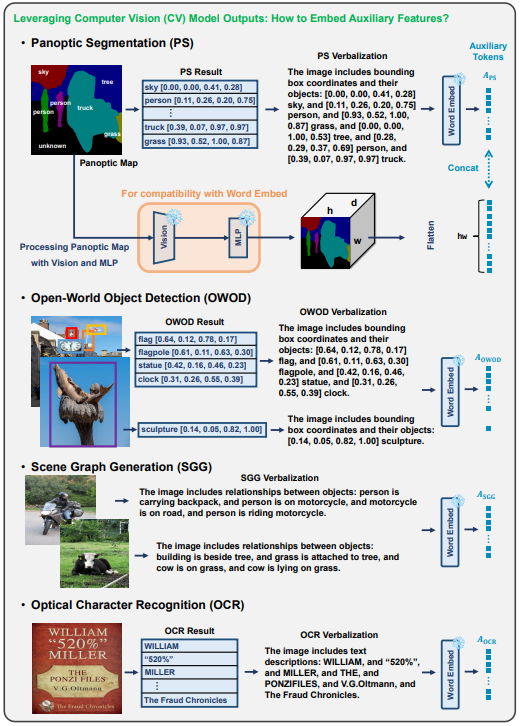 Leveraging Computer Vision (CV) Model Outputs: How to Embed Auxiliary Features?
• Panoptic Segmentation (PS)
sky
tree
person
person
truck
grass
unknown
Panoptic Map
PS Result
sky [0.00, 0.00, 0.41, 0.28]
person [0.11, 0.26, 0.20, 0.75]
⋮
truck [0.39, 0.07, 0.97, 0.97]
grass [0.93, 0.52, 1.00, 0.87]
PS Verbalization
The image includes bounding
box coordinates and their
objects: [0.00, 0.00, 0.41, 0.28]
sky, and [0.11, 0.26, 0.20, 0.75]
person, and [0.93, 0.52, 1.00,
0.87] grass, and [0.00, 0.00,
1.00, 0.53] tree, and [0.28,
0.29, 0.37, 0.69] person, and
[0.39, 0.07, 0.97, 0.97] truck.
Word Embed
Auxiliary
Tokens
A_PS
Concat
For compatibility with Word Embed
Processing Panoptic Map
with Vision and MLP
Vision
MLP
h
d
w
Flatten
hw
• Open-World Object Detection (OWOD)
OWOD Result
flag [0.64, 0.12, 0.78, 0.17]
flagpole [0.61, 0.11, 0.63, 0.30]
statue [0.42, 0.16, 0.46, 0.23]
clock [0.31, 0.26, 0.55, 0.39]
sculpture [0.14, 0.05, 0.82, 1.00]
OWOD Verbalization
The image includes bounding
box coordinates and their
objects: [0.64, 0.12, 0.78, 0.17]
flag, and [0.61, 0.11, 0.63, 0.30]
flagpole, and [0.42, 0.16, 0.46,
0.23] statue, and [0.31, 0.26,
0.55, 0.39] clock.
The image includes bounding
box coordinates and their objects:
[0.14, 0.05, 0.82, 1.00] sculpture.
Word Embed
A_OWOD
• Scene Graph Generation (SGG)
SGG Verbalization
The image includes relationships between objects: person is
carrying backpack, and person is on motorcycle, and motorcycle
is on road, and person is riding motorcycle.
The image includes relationships between objects:
building is beside tree, and grass is attached to tree, and
cow is on grass, and cow is lying on grass.
Word Embed
A_SGG
• Optical Character Recognition (OCR)
WILLIAM
"520%"
MILLER
THE
PONZI FILES
V.G.Oltmann
The Fraud Chronicles
OCR Result
WILLIAM
"520%"
MILLER
⋮
The Fraud Chronicles
OCR Verbalization
The image includes text
descriptions: WILLIAM, and "520%",
and MILLER, and THE, and
PONZIFILES, and V.G.Oltmann, and
The Fraud Chronicles.
Word Embed
A_OCR